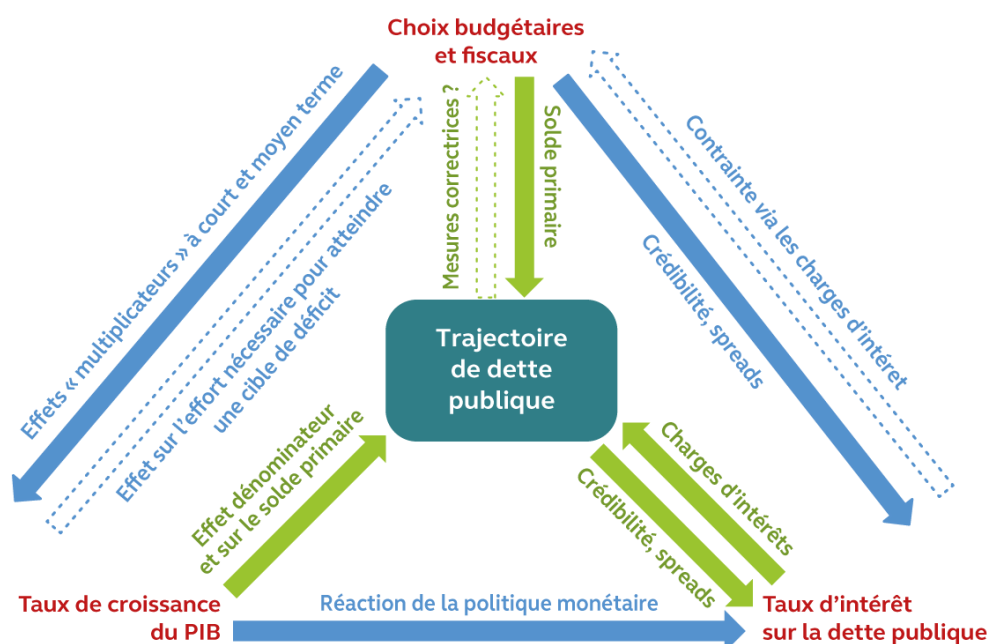 Choix budgétaires
et fiscaux
Effets « multiplicateurs » à court et moyen terme
Effet sur l'effort nécessaire pour atteindre
une cible de déficit
Mesures correctrices ?
Solde primaire
Contrainte via les charges d'intéret
Crédibilité, spreads
Trajectoire
de dette
publique
Effet dénominateur
et sur le solde primaire
Charges d'intérêts
Crédibilité, spreads
Taux de croissance
du PIB
Réaction de la politique monétaire
Taux d'intérêt
sur la dette publique